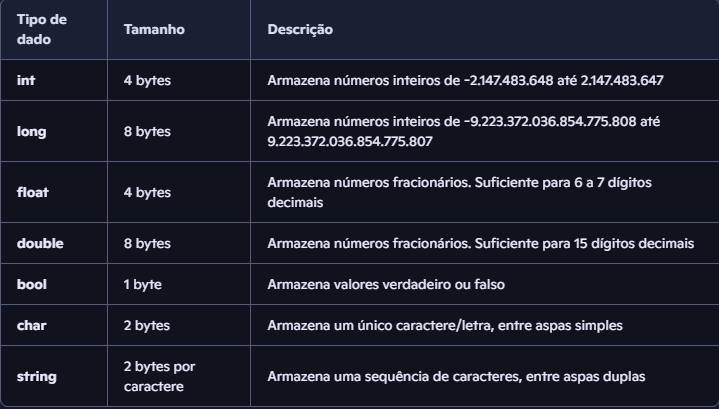 Tipo de
dado
Tamanho
Descrição
int
4 bytes
Armazena números inteiros de -2.147.483.648 até 2.147.483.647
long
8 bytes
Armazena números inteiros de -9.223.372.036.854.775.808 até
9.223.372.036.854.775.807
float
4 bytes
Armazena números fracionários. Suficiente para 6 a 7 dígitos
decimais
double
8 bytes
Armazena números fracionários. Suficiente para 15 dígitos decimais
bool
1 byte
Armazena valores verdadeiro ou falso
char
2 bytes
Armazena um único caractere/letra, entre aspas simples
string
2 bytes por
caractere
Armazena uma sequência de caracteres, entre aspas duplas